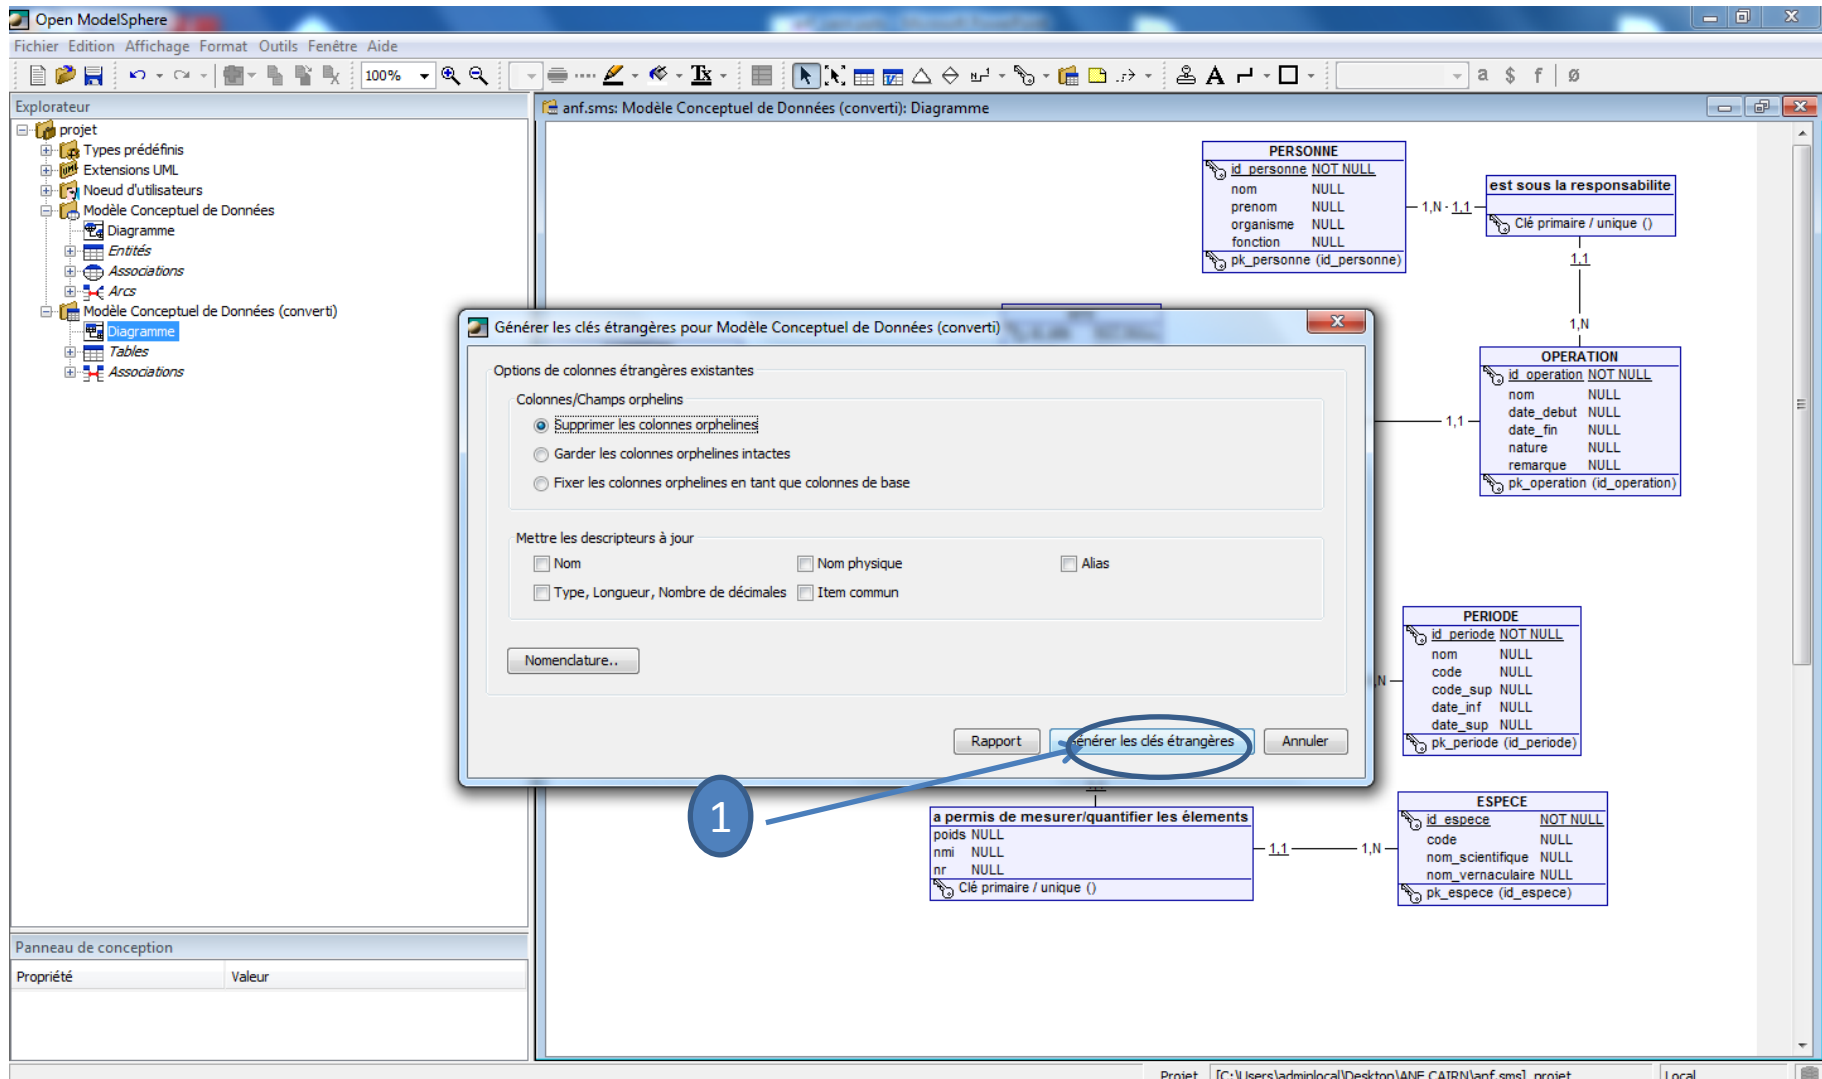 Open ModelSphere
Fichier Edition Affichage Format Outils Fenêtre Aide
100%
Tx
A
a $ f ø
Explorateur
anf.sms: Modèle Conceptuel de Données (converti): Diagramme
projet
Types prédéfinis
Extensions UML
Noeud d'utilisateurs
Modèle Conceptuel de Données
Diagramme
Entités
Associations
Arcs
Modèle Conceptuel de Données (converti)
Diagramme
Tables
Associations
PERSONNE
id_personne NOT NULL
nom NULL
prenom NULL
organisme NULL
fonction NULL
pk_personne (id_personne)
1,N
1,1
est sous la responsabilite
Clé primaire / unique ()
1,1
1,N
OPERATION
id_operation NOT NULL
nom NULL
date_debut NULL
date_fin NULL
nature NULL
remarque NULL
pk_operation (id_operation)
1,1
Générer les clés étrangères pour Modèle Conceptuel de Données (converti)
Options de colonnes étrangères existantes
Colonnes/Champs orphelins
Supprimer les colonnes orphelines
Garder les colonnes orphelines intactes
Fixer les colonnes orphelines en tant que colonnes de base
Mettre les descripteurs à jour
Nom
Nom physique
Alias
Type, Longueur, Nombre de décimales
Item commun
Nomenclature..
Rapport
Générer les clés étrangères
Annuler
1
,N
PERIODE
id_periode NOT NULL
nom NULL
code NULL
code_sup NULL
date_inf NULL
date_sup NULL
pk_periode (id_periode)
a permis de mesurer/quantifier les élements
poids NULL
nmi NULL
nr NULL
Clé primaire / unique ()
1,1
1,N
ESPECE
id_espece NOT NULL
code NULL
nom_scientifique NULL
nom_vernaculaire NULL
pk_espece (id_espece)
Panneau de conception
Propriété Valeur
Projet [C:\Users\adminlocal\Desktop\ANF CAIRN\anf.sms] projet
Local